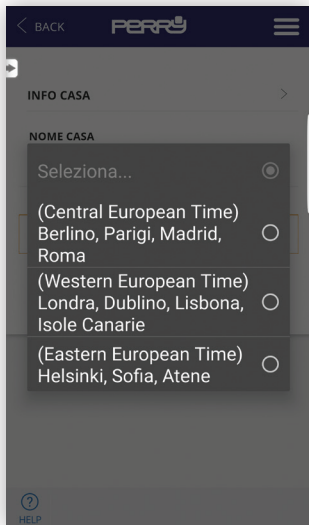 BACK
PERRY
INFO CASA
NOME CASA
Seleziona...
(Central European Time)
Berlino, Parigi, Madrid,
Roma
(Western European Time)
Londra, Dublino, Lisbona,
Isole Canarie
(Eastern European Time)
Helsinki, Sofia, Atene
HELP